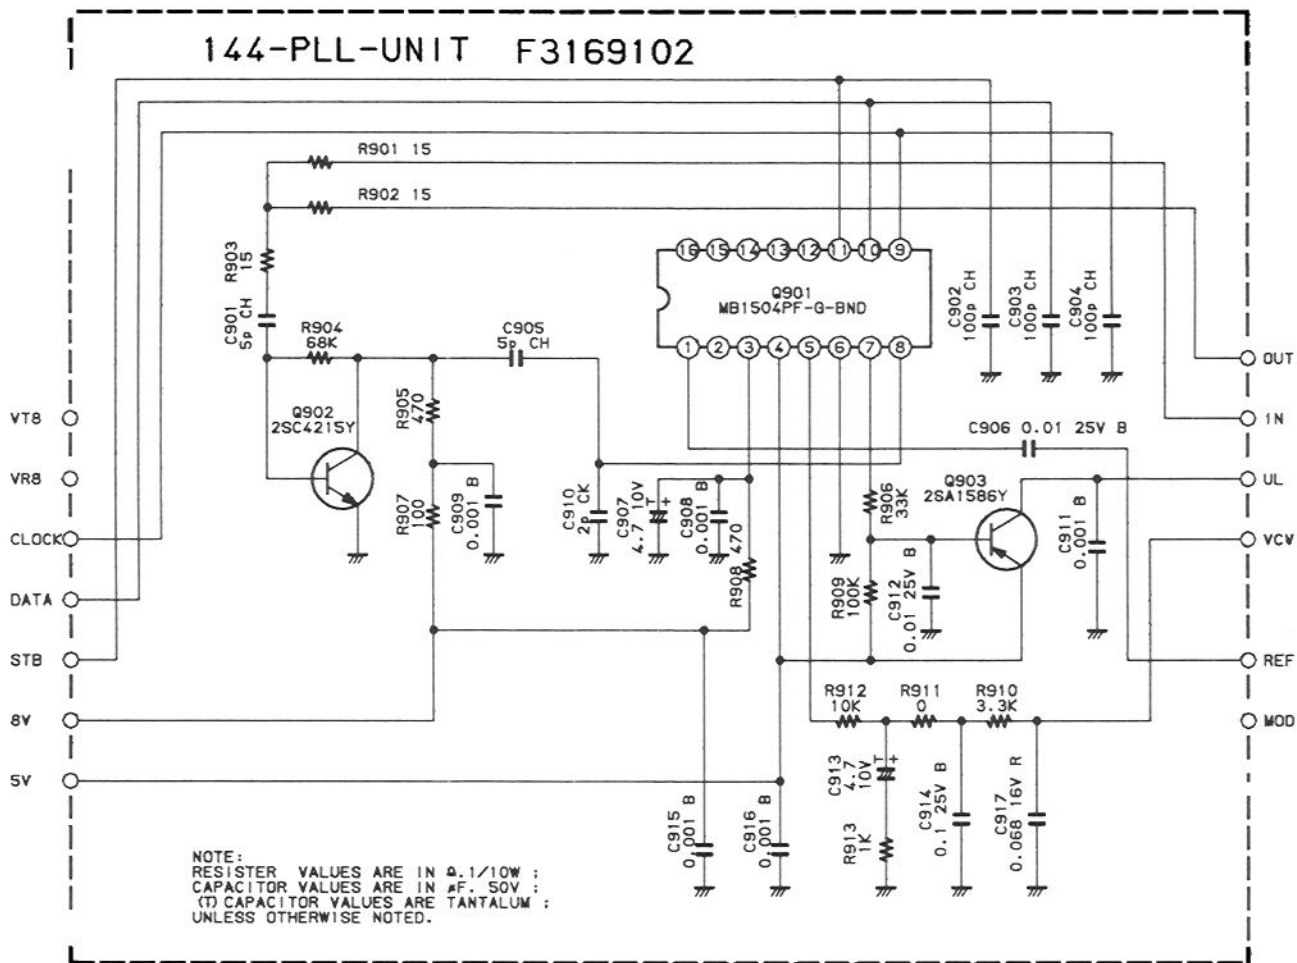 144-PLL-UNIT F3169102
R901 15
R902 15
R903
15
C901
5p CH
R904
68K
C905
5p CH
16 15 14 13 12 11 10 9
Q901
MB1504PF-G-BND
1 2 3 4 5 6 7 8
C902
100p CH
C903
100p CH
C904
100p CH
OUT
IN
UL
VCV
REF
MOD
VT8
VR8
CLOCK
DATA
STB
8V
5V
Q902
2SC4215Y
R905
470
R907
100
C909
0.001 B
C910
2p CK
C907
4.7 10V
T +
C908
0.001 B
R908 470
C906 0.01 25V B
R906
33K
Q903
2SA1586Y
C911
0.001 B
R909
100K
C912
0.01 25V B
R912
10K
R911
0
R910
3.3K
C913
4.7
10V
T +
R913
1K
C914
0.1 25V B
C917
0.068 16V R
C915
0.001 B
C916
0.001 B
NOTE:
RESISTER VALUES ARE IN Ω.1/10W ;
CAPACITOR VALUES ARE IN µF. 50V ;
(T) CAPACITOR VALUES ARE TANTALUM ;
UNLESS OTHERWISE NOTED.